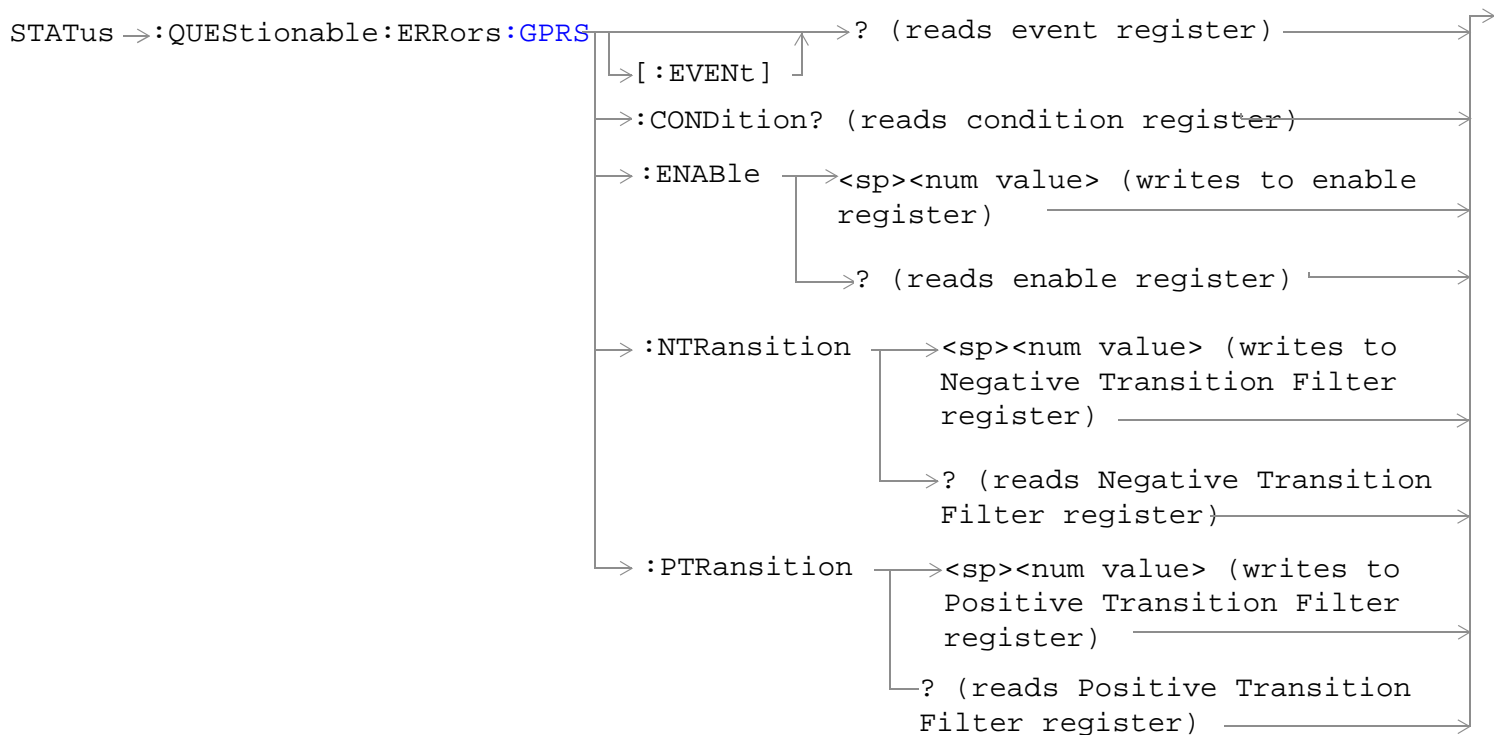 STATus :QUEStionable:ERRors:GPRS ? (reads event register)
[:EVENt]
:CONDition? (reads condition register)
:ENABle <sp><num value> (writes to enable
register)
? (reads enable register)
:NTRansition <sp><num value> (writes to
Negative Transition Filter
register)
? (reads Negative Transition
Filter register)
:PTRansition <sp><num value> (writes to
Positive Transition Filter
register)
? (reads Positive Transition
Filter register)